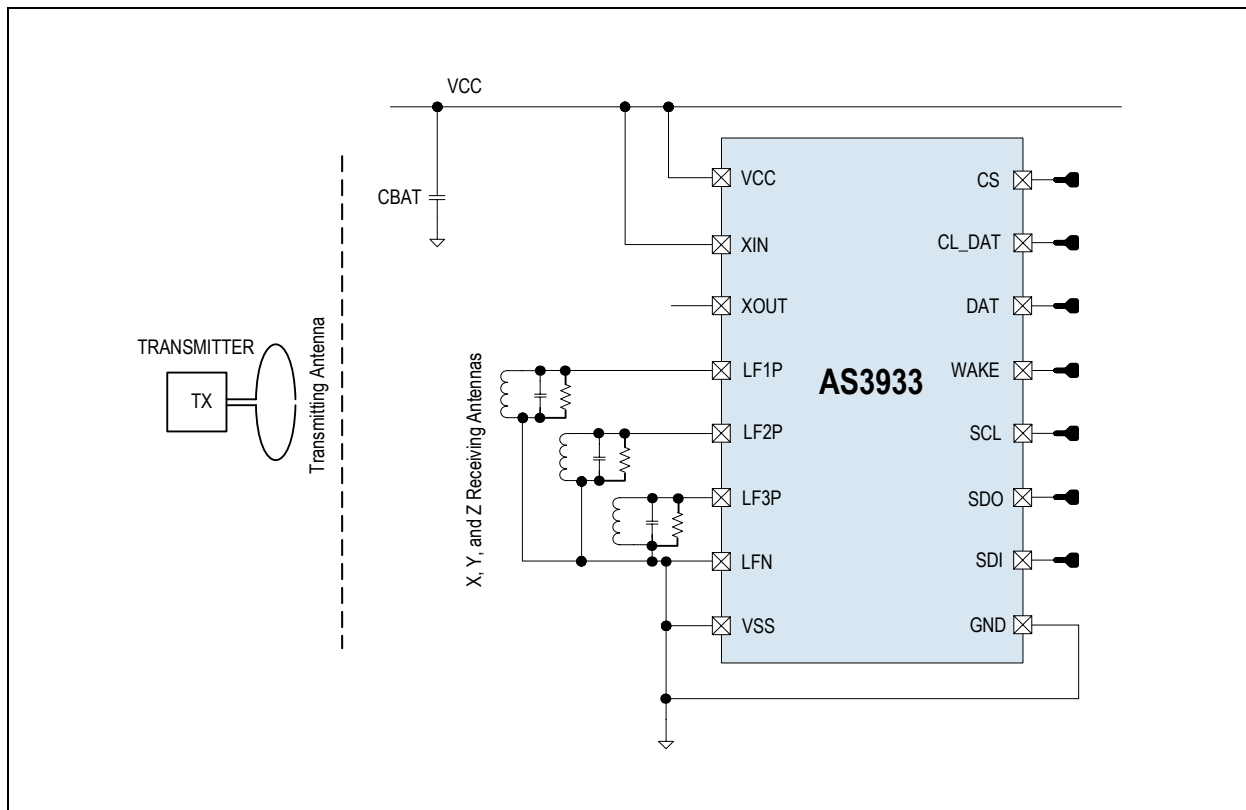 VCC
CBAT
TRANSMITTER
TX
Transmitting Antenna
X, Y, and Z Receiving Antennas
AS3933
VCC
XIN
XOUT
LF1P
LF2P
LF3P
LFN
VSS
CS
CL_DAT
DAT
WAKE
SCL
SDO
SDI
GND